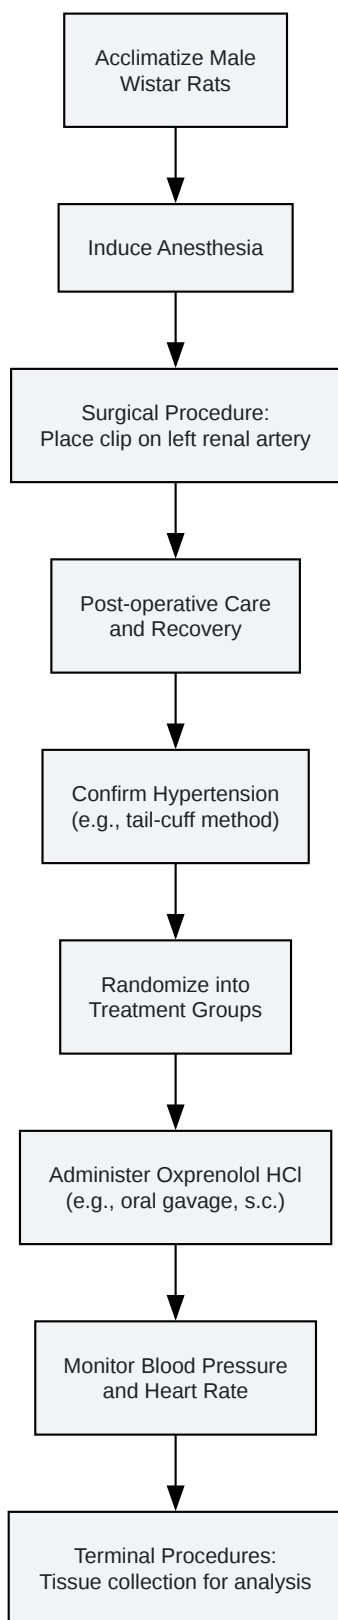 Acclimatize Male
Wistar Rats
Induce Anesthesia
Surgical Procedure:
Place clip on left renal artery
Post-operative Care
and Recovery
Confirm Hypertension
(e.g., tail-cuff method)
Randomize into
Treatment Groups
Administer Oxprenolol HCl
(e.g., oral gavage, s.c.)
Monitor Blood Pressure
and Heart Rate
Terminal Procedures:
Tissue collection for analysis